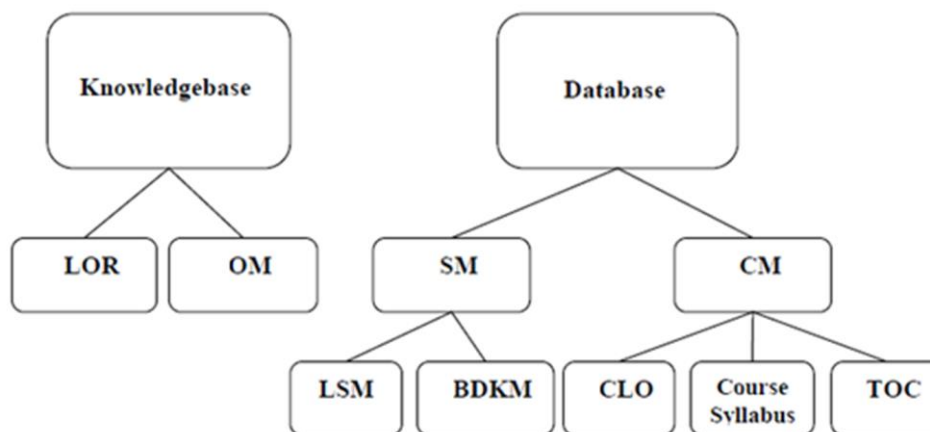 Knowledgebase
Database
LOR
OM
SM
CM
LSM
BDKM
CLO
Course
Syllabus
TOC